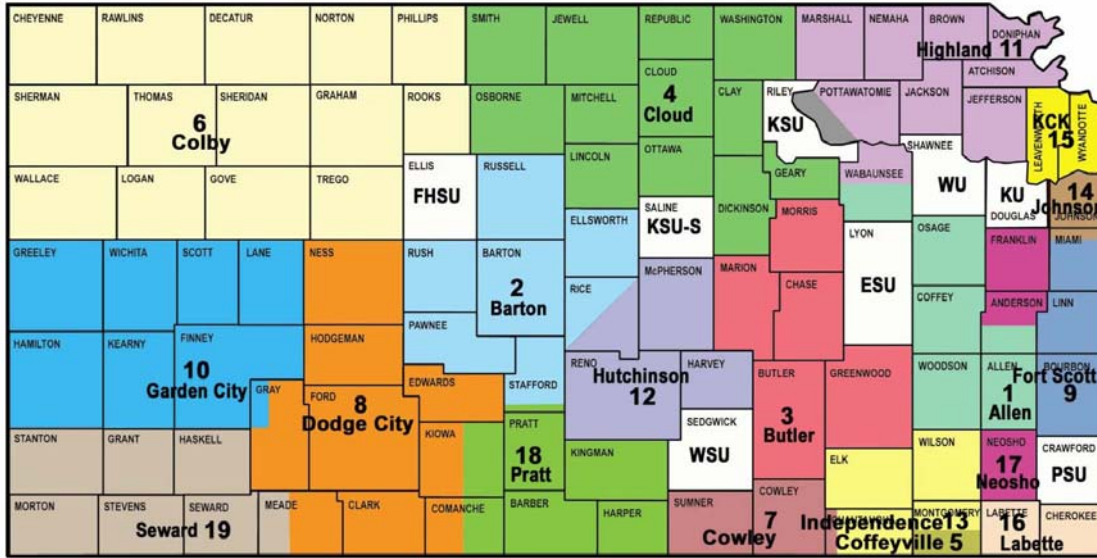 CHEYENNE RAWLINS DECATUR NORTON PHILLIPS SMITH JEWELL REPUBLIC WASHINGTON MARSHALL NEMAHA BROWN DONIPHAN
Highland 11
CLOUD
4
Cloud
ATCHISON
SHERMAN THOMAS SHERIDAN GRAHAM ROOKS OSBORNE MITCHELL CLAY RILEY POTTAWATOMIE JACKSON JEFFERSON
6
Colby
KSU
KCK
15
LEAVENWORTH
WYANDOTTE
LINCOLN OTTAWA SHAWNEE
WALLACE LOGAN GOVE TREGO ELLIS RUSSELL GEARY WABAUNSEE
FHSU
WU
KU
DOUGLAS
14
Johnson
JOHNSON
SALINE
KSU-S
DICKINSON MORRIS
ELLSWORTH
LYON
ESU
OSAGE FRANKLIN MIAMI
GREELEY WICHITA SCOTT LANE NESS RUSH BARTON
2
Barton
McPHERSON MARION CHASE
RICE
COFFEY ANDERSON LINN
HAMILTON KEARNY FINNEY HODGEMAN PAWNEE
10
Garden City
STAFFORD
RENO HARVEY
Hutchinson
12
BUTLER GREENWOOD
3
Butler
WOODSON ALLEN
1
Allen
BOURBON
Fort Scott
9
GRAY FORD EDWARDS
8
Dodge City
KIOWA
PRATT
18
Pratt
KINGMAN
SEDGWICK
WSU
STANTON GRANT HASKELL
ELK WILSON NEOSHO
17
Neosho
CRAWFORD
PSU
MORTON STEVENS SEWARD MEADE CLARK COMANCHE BARBER HARPER SUMNER COWLEY
Seward 19
7
Cowley
MONTGOMERY LABETTE CHEROKEE
Independence 13
Coffeyville 5
16
Labette